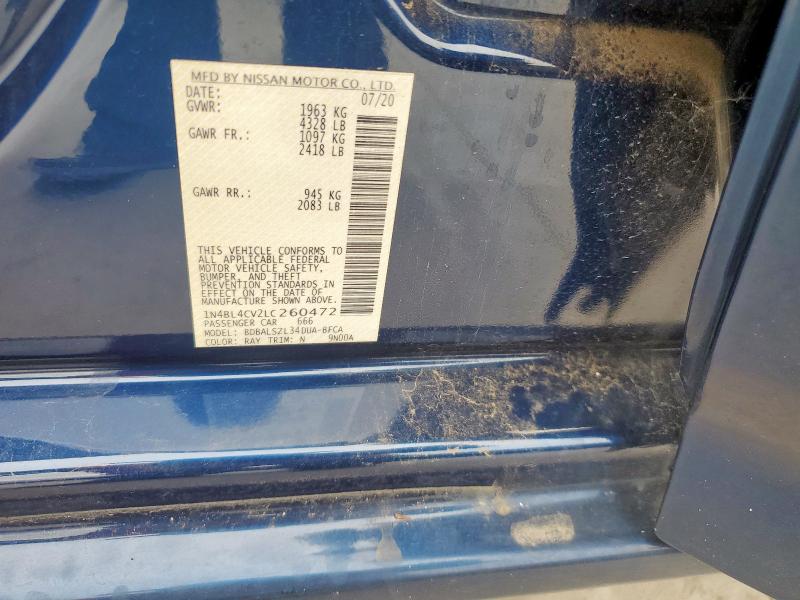 MFD BY NISSAN MOTOR CO., LTD.
DATE: 07/20
GVWR: 1963 KG
4328 LB
GAWR FR.: 1097 KG
2418 LB
GAWR RR.: 945 KG
2083 LB
THIS VEHICLE CONFORMS TO
ALL APPLICABLE FEDERAL
MOTOR VEHICLE SAFETY,
BUMPER, AND THEFT
PREVENTION STANDARDS IN
EFFECT ON THE DATE OF
MANUFACTURE SHOWN ABOVE.
1N4BL4CV2LC260472
PASSENGER CAR 666
MODEL: BDBALSZL34DUA-BFCA
COLOR: RAY TRIM: N 9N00A